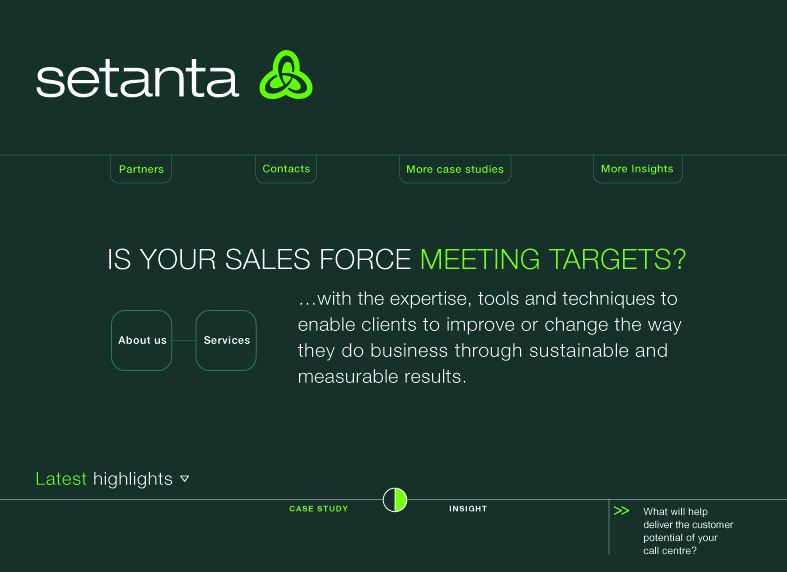 setanta
Partners
Contacts
More case studies
More Insights
IS YOUR SALES FORCE MEETING TARGETS?
...with the expertise, tools and techniques to
enable clients to improve or change the way
they do business through sustainable and
measurable results.
About us
Services
Latest highlights
CASE STUDY
INSIGHT
>> What will help
deliver the customer
potential of your
call centre?